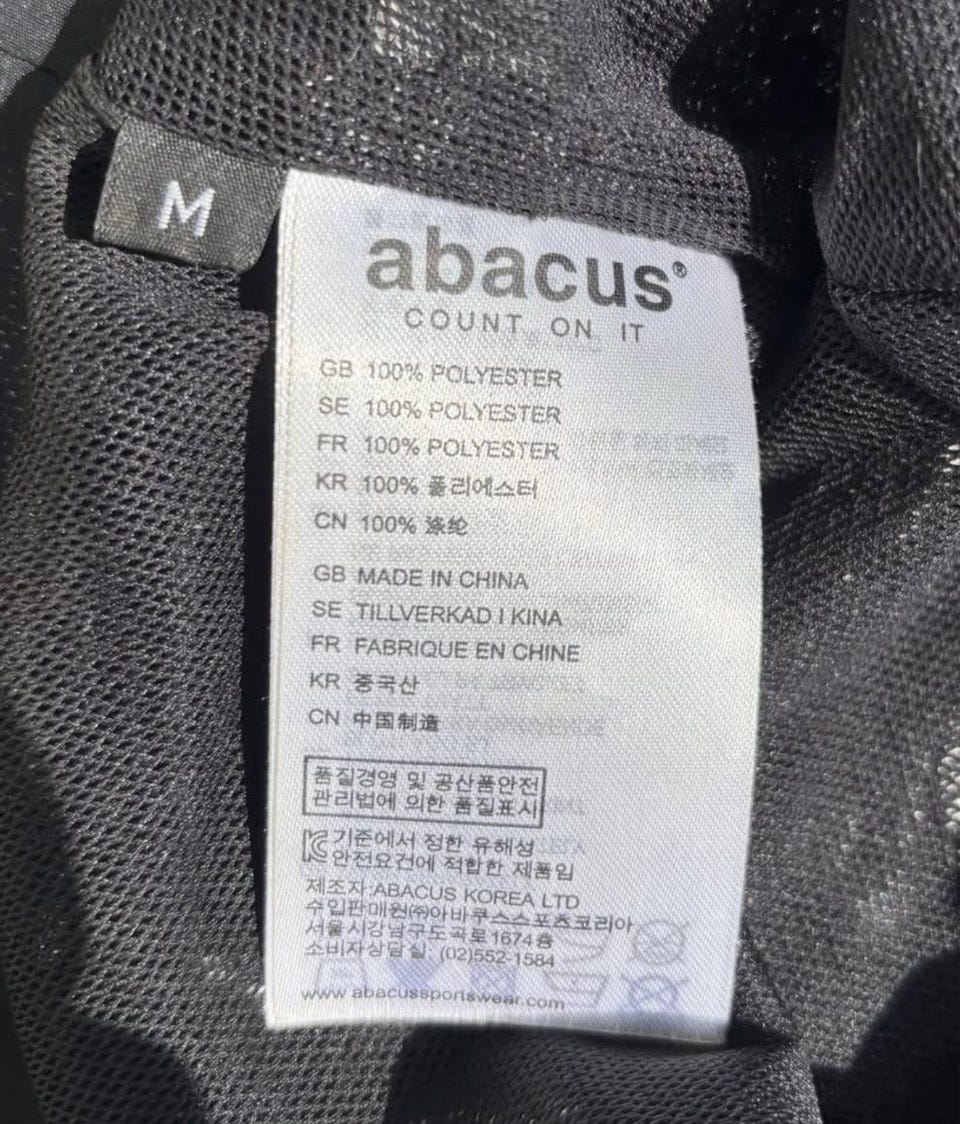 M
abacus®
COUNT ON IT
GB 100% POLYESTER
SE 100% POLYESTER
FR 100% POLYESTER
KR 100% 폴리에스터
CN 100% 涤纶
GB MADE IN CHINA
SE TILLVERKAD I KINA
FR FABRIQUE EN CHINE
KR 중국산
CN 中国制造
품질경영 및 공산품안전
관리법에 의한 품질표시
기준에서 정한 유해성
안전요건에 적합한 제품임
제조자:ABACUS KOREA LTD
수입판매원㈜아바쿠스스포츠코리아
서울시강남구도곡로1674층
소비자상담실: (02)552-1584
www.abacussportswear.com